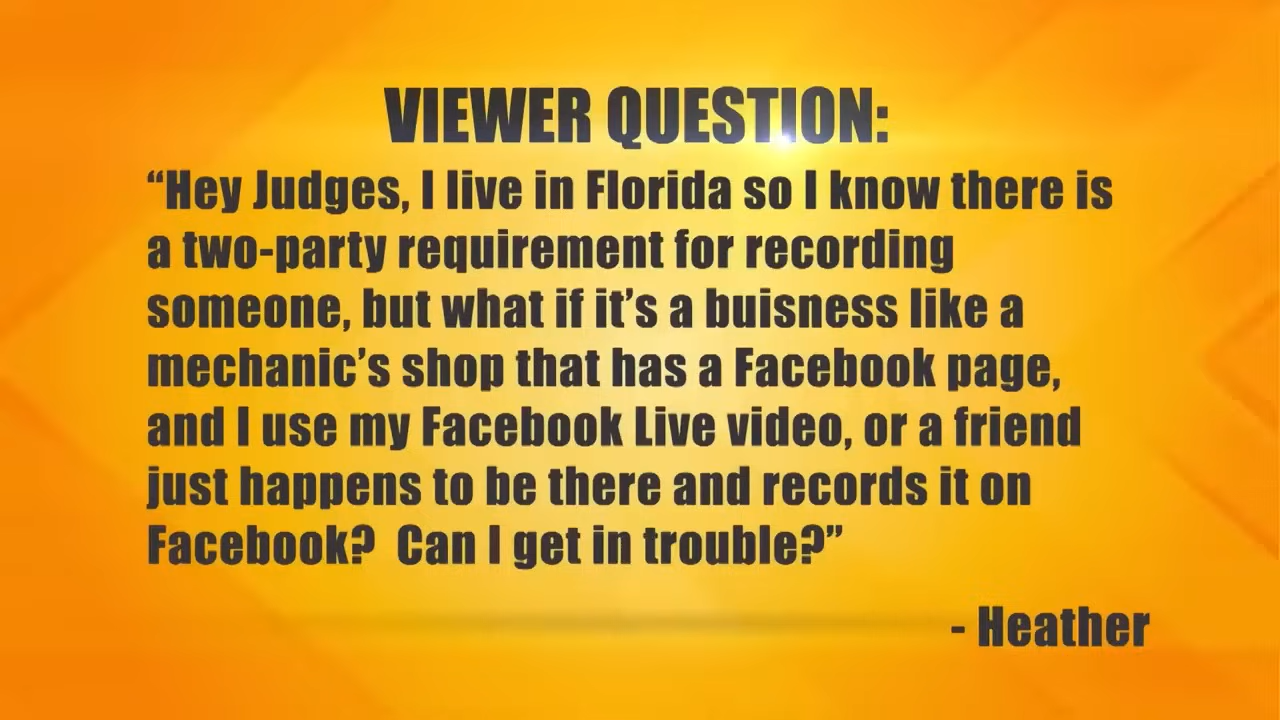 VIEWER QUESTION:
“Hey Judges, I live in Florida so I know there is
a two-party requirement for recording
someone, but what if it’s a buisness like a
mechanic’s shop that has a Facebook page,
and I use my Facebook Live video, or a friend
just happens to be there and records it on
Facebook?  Can I get in trouble?”
- Heather